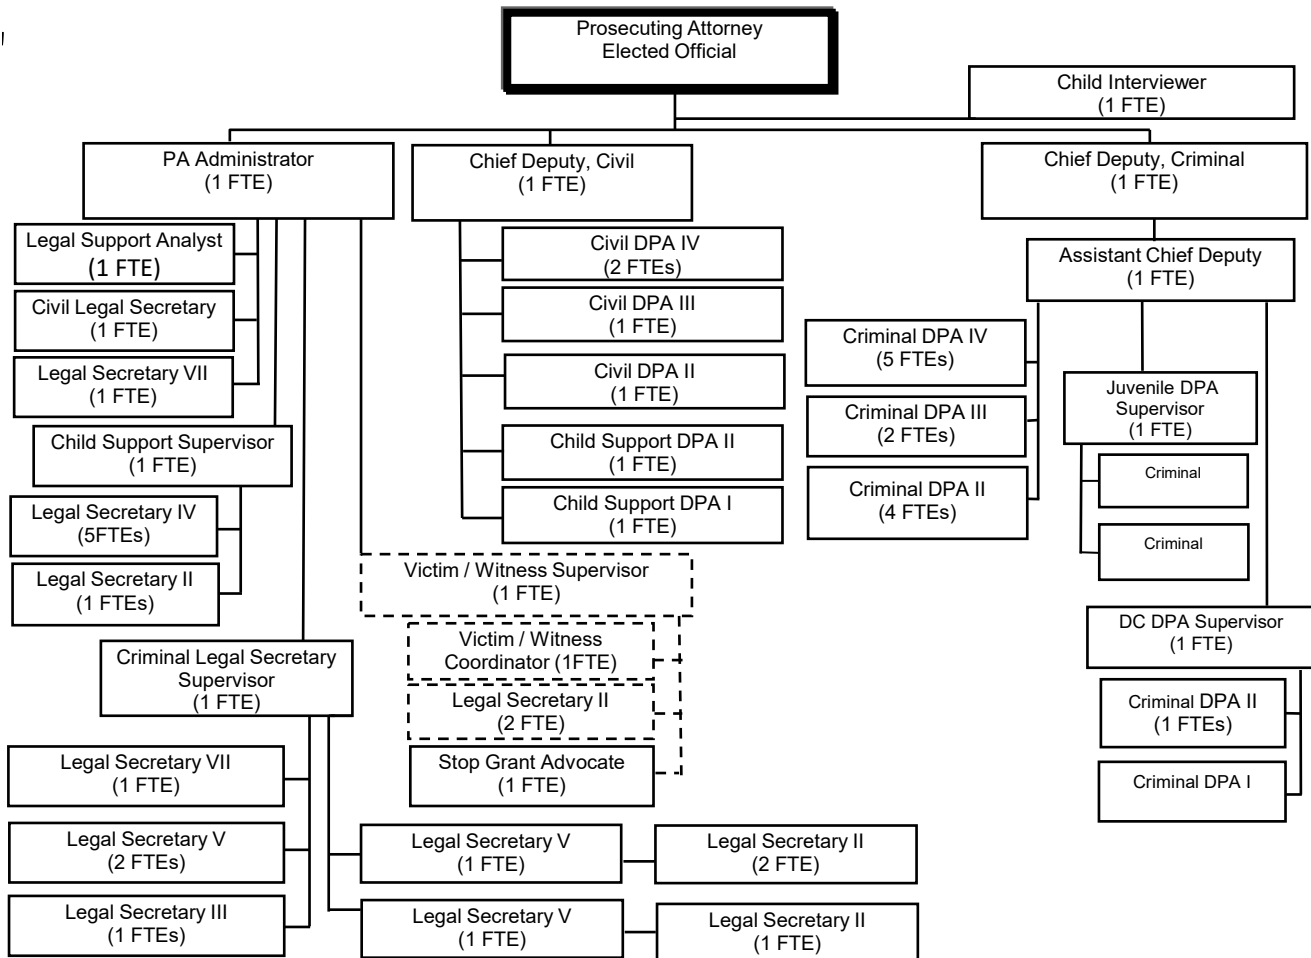 Prosecuting Attorney
Elected Official
Child Interviewer
(1 FTE)
PA Administrator
(1 FTE)
Chief Deputy, Civil
(1 FTE)
Chief Deputy, Criminal
(1 FTE)
Legal Support Analyst
(1 FTE)
Civil Legal Secretary
(1 FTE)
Legal Secretary VII
(1 FTE)
Child Support Supervisor
(1 FTE)
Legal Secretary IV
(5FTEs)
Legal Secretary II
(1 FTEs)
Criminal Legal Secretary
Supervisor
(1 FTE)
Legal Secretary VII
(1 FTE)
Legal Secretary V
(2 FTEs)
Legal Secretary III
(1 FTEs)
Legal Secretary V
(1 FTE)
Legal Secretary II
(2 FTE)
Legal Secretary V
(1 FTE)
Legal Secretary II
(1 FTE)
Victim / Witness Supervisor
(1 FTE)
Victim / Witness
Coordinator (1FTE)
Legal Secretary II
(2 FTE)
Stop Grant Advocate
(1 FTE)
Civil DPA IV
(2 FTEs)
Civil DPA III
(1 FTE)
Civil DPA II
(1 FTE)
Child Support DPA II
(1 FTE)
Child Support DPA I
(1 FTE)
Assistant Chief Deputy
(1 FTE)
Criminal DPA IV
(5 FTEs)
Criminal DPA III
(2 FTEs)
Criminal DPA II
(4 FTEs)
Juvenile DPA
Supervisor
(1 FTE)
Criminal
Criminal
DC DPA Supervisor
(1 FTE)
Criminal DPA II
(1 FTEs)
Criminal DPA I